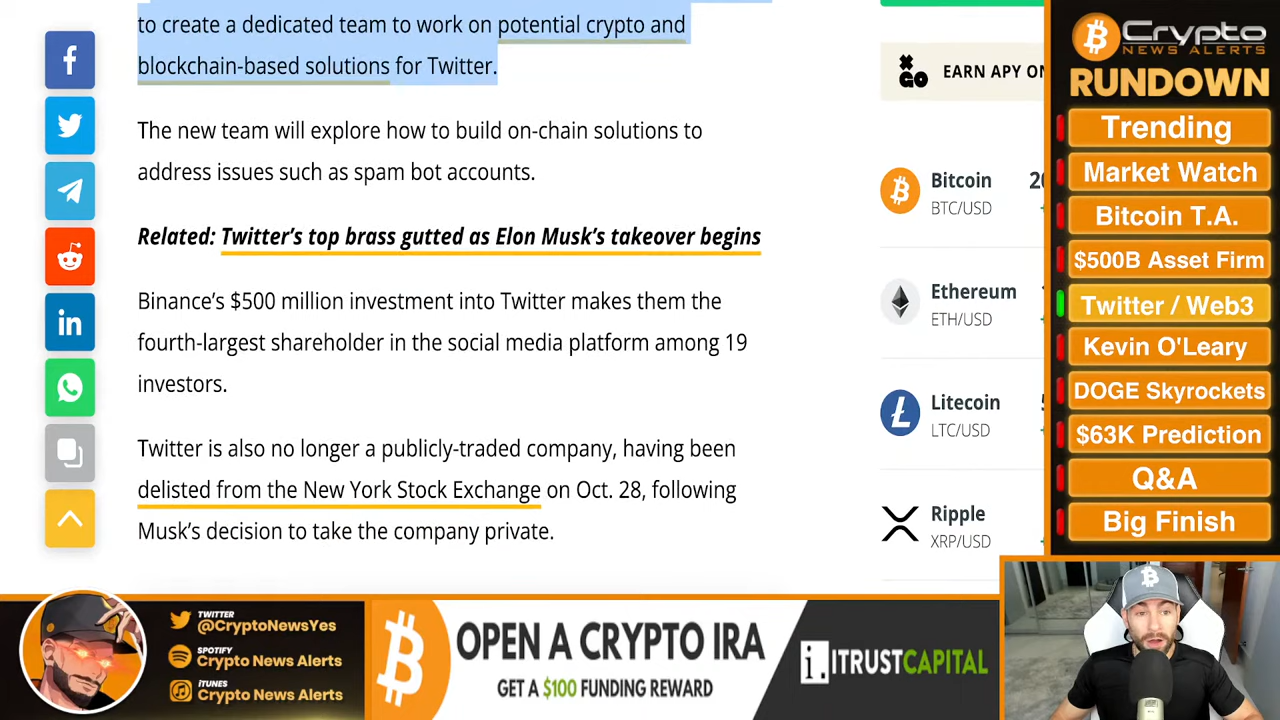 to create a dedicated team to work on potential crypto and
blockchain-based solutions for Twitter.
The new team will explore how to build on-chain solutions to
address issues such as spam bot accounts.
Related: Twitter's top brass gutted as Elon Musk's takeover begins
Binance's $500 million investment into Twitter makes them the
fourth-largest shareholder in the social media platform among 19
investors.
Twitter is also no longer a publicly-traded company, having been
delisted from the New York Stock Exchange on Oct. 28, following
Musk's decision to take the company private.
GO
EARN APY ON
Bitcoin
BTC/USD
Ethereum
ETH/USD
Litecoin
LTC/USD
Ripple
XRP/USD
Crypto
NEWS ALERTS
RUNDOWN
Trending
Market Watch
Bitcoin T.A.
$500B Asset Firm
Twitter / Web3
Kevin O'Leary
DOGE Skyrockets
$63K Prediction
Q&A
Big Finish
TWITTER
@CryptoNewsYes
SPOTIFY
Crypto News Alerts
iTUNES
Crypto News Alerts
OPEN A CRYPTO IRA
GET A $100 FUNDING REWARD
i. ITRUSTCAPITAL